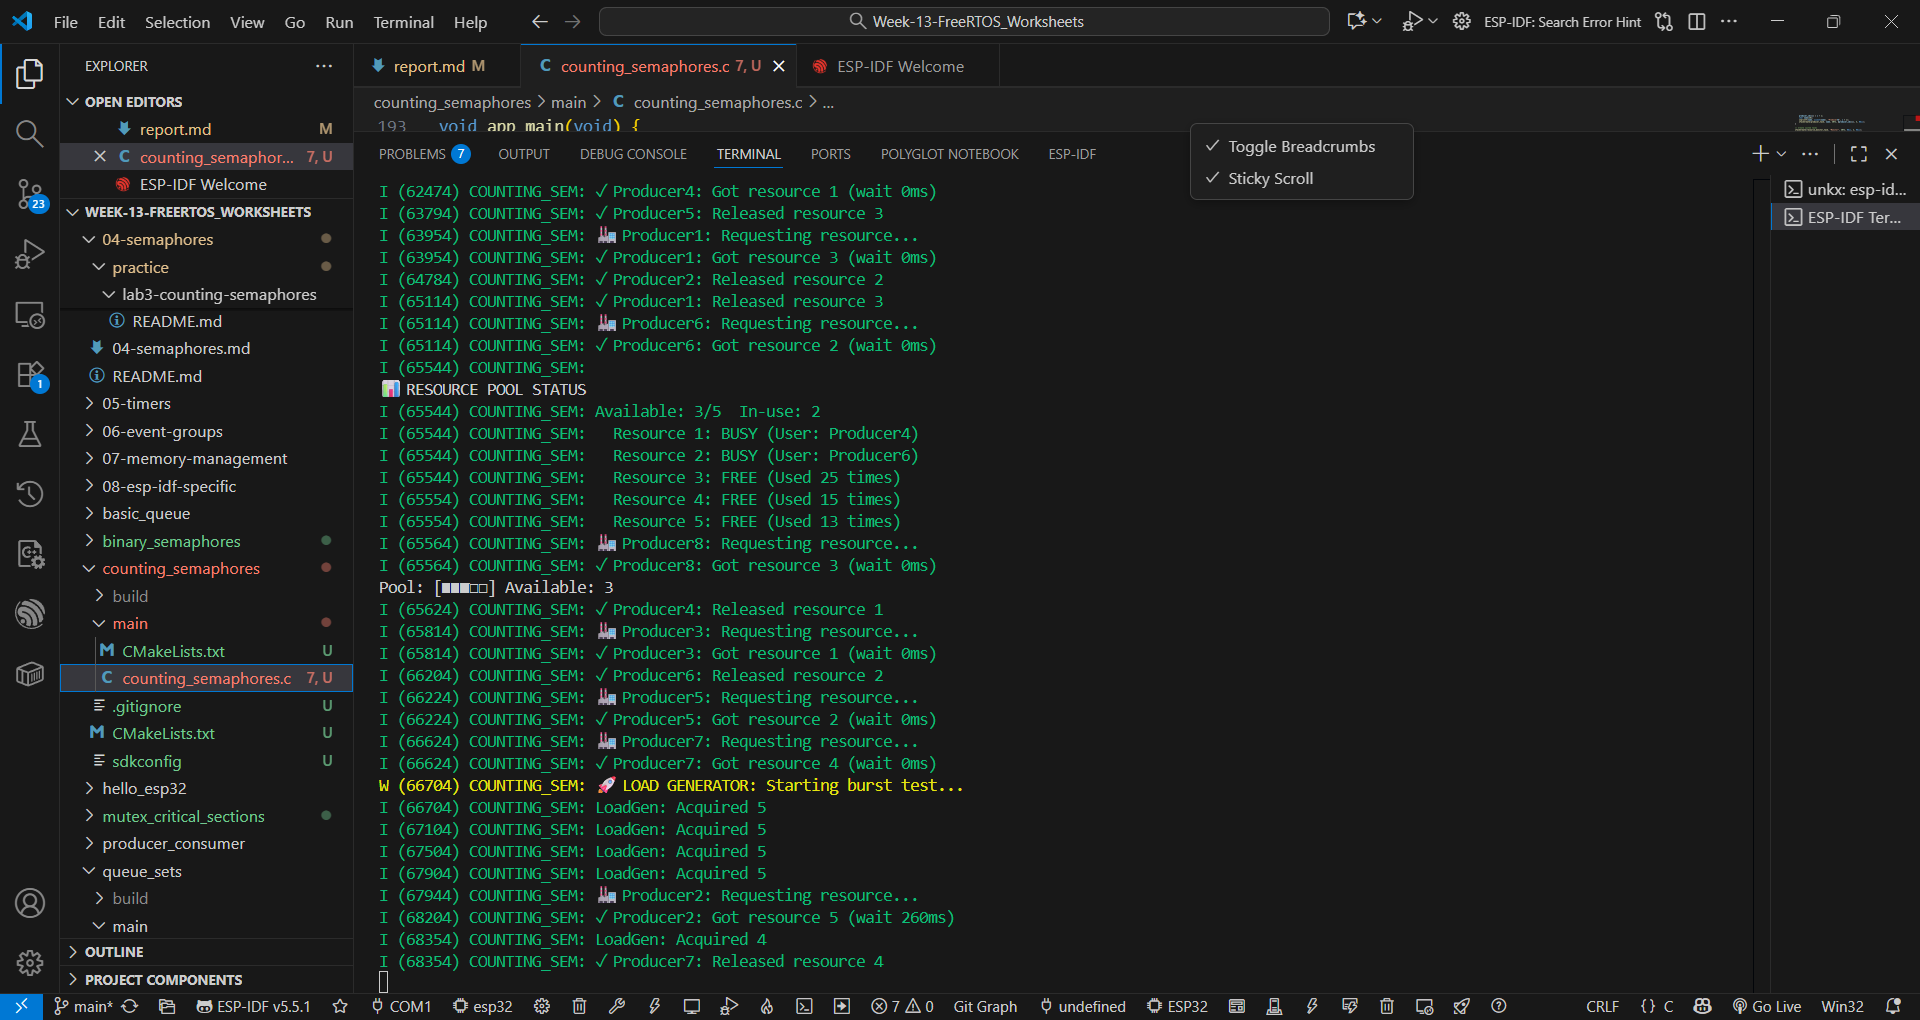 File Edit Selection View Go Run Terminal Help
Week-13-FreeRTOS_Worksheets
ESP-IDF: Search Error Hint
EXPLORER
report.md M
counting_semaphores.c 7, U
ESP-IDF Welcome
OPEN EDITORS
report.md M
counting_semaphor... 7, U
ESP-IDF Welcome
WEEK-13-FREERTOS_WORKSHEETS
04-semaphores
practice
lab3-counting-semaphores
README.md
04-semaphores.md
README.md
05-timers
06-event-groups
07-memory-management
08-esp-idf-specific
basic_queue
binary_semaphores
counting_semaphores
build
main
CMakeLists.txt U
counting_semaphores.c 7, U
.gitignore U
CMakeLists.txt U
sdkconfig U
hello_esp32
mutex_critical_sections
producer_consumer
queue_sets
build
main
OUTLINE
PROJECT COMPONENTS
counting_semaphores > main > C counting_semaphores.c > ...
193 void app_main(void) {
PROBLEMS 7 OUTPUT DEBUG CONSOLE TERMINAL PORTS POLYGLOT NOTEBOOK ESP-IDF
✓ Toggle Breadcrumbs
✓ Sticky Scroll
unkx: esp-id...
ESP-IDF Ter...
I (62474) COUNTING_SEM: ✓ Producer4: Got resource 1 (wait 0ms)
I (63794) COUNTING_SEM: ✓ Producer5: Released resource 3
I (63954) COUNTING_SEM: 🏭 Producer1: Requesting resource...
I (63954) COUNTING_SEM: ✓ Producer1: Got resource 3 (wait 0ms)
I (64784) COUNTING_SEM: ✓ Producer2: Released resource 2
I (65114) COUNTING_SEM: ✓ Producer1: Released resource 3
I (65114) COUNTING_SEM: 🏭 Producer6: Requesting resource...
I (65114) COUNTING_SEM: ✓ Producer6: Got resource 2 (wait 0ms)
I (65544) COUNTING_SEM:
📊 RESOURCE POOL STATUS
I (65544) COUNTING_SEM: Available: 3/5 In-use: 2
I (65544) COUNTING_SEM: Resource 1: BUSY (User: Producer4)
I (65544) COUNTING_SEM: Resource 2: BUSY (User: Producer6)
I (65544) COUNTING_SEM: Resource 3: FREE (Used 25 times)
I (65554) COUNTING_SEM: Resource 4: FREE (Used 15 times)
I (65554) COUNTING_SEM: Resource 5: FREE (Used 13 times)
I (65564) COUNTING_SEM: 🏭 Producer8: Requesting resource...
I (65564) COUNTING_SEM: ✓ Producer8: Got resource 3 (wait 0ms)
Pool: [■■■□□] Available: 3
I (65624) COUNTING_SEM: ✓ Producer4: Released resource 1
I (65814) COUNTING_SEM: 🏭 Producer3: Requesting resource...
I (65814) COUNTING_SEM: ✓ Producer3: Got resource 1 (wait 0ms)
I (66204) COUNTING_SEM: ✓ Producer6: Released resource 2
I (66224) COUNTING_SEM: 🏭 Producer5: Requesting resource...
I (66224) COUNTING_SEM: ✓ Producer5: Got resource 2 (wait 0ms)
I (66624) COUNTING_SEM: 🏭 Producer7: Requesting resource...
I (66624) COUNTING_SEM: ✓ Producer7: Got resource 4 (wait 0ms)
W (66704) COUNTING_SEM: 🚀 LOAD GENERATOR: Starting burst test...
I (66704) COUNTING_SEM: LoadGen: Acquired 5
I (67104) COUNTING_SEM: LoadGen: Acquired 5
I (67504) COUNTING_SEM: LoadGen: Acquired 5
I (67904) COUNTING_SEM: LoadGen: Acquired 5
I (67944) COUNTING_SEM: 🏭 Producer2: Requesting resource...
I (68204) COUNTING_SEM: ✓ Producer2: Got resource 5 (wait 260ms)
I (68354) COUNTING_SEM: LoadGen: Acquired 4
I (68354) COUNTING_SEM: ✓ Producer7: Released resource 4
23
1
main* ESP-IDF v5.5.1 COM1 esp32 7 0 Git Graph undefined ESP32 CRLF {} C Go Live Win32